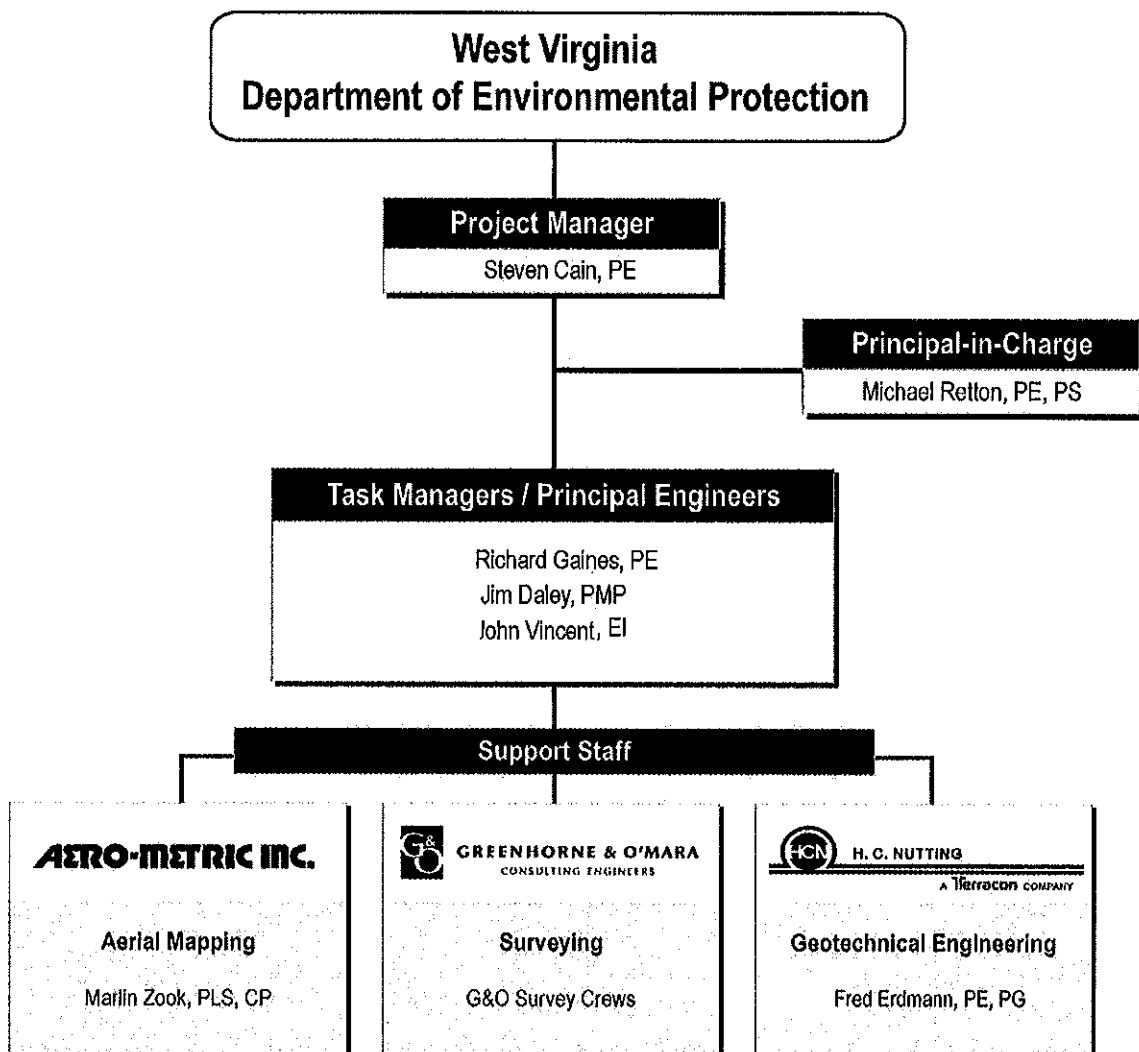 West Virginia
Department of Environmental Protection
Project Manager
Steven Cain, PE
Principal-in-Charge
Michael Retton, PE, PS
Task Managers / Principal Engineers
Richard Gaines, PE
Jim Daley, PMP
John Vincent, EI
Support Staff
AERO-METRIC INC.
Aerial Mapping
Marlin Zook, PLS, CP
G&O
GREENHORNE & O'MARA
CONSULTING ENGINEERS
Surveying
G&O Survey Crews
HCN
H. C. NUTTING
A Terracon COMPANY
Geotechnical Engineering
Fred Erdmann, PE, PG